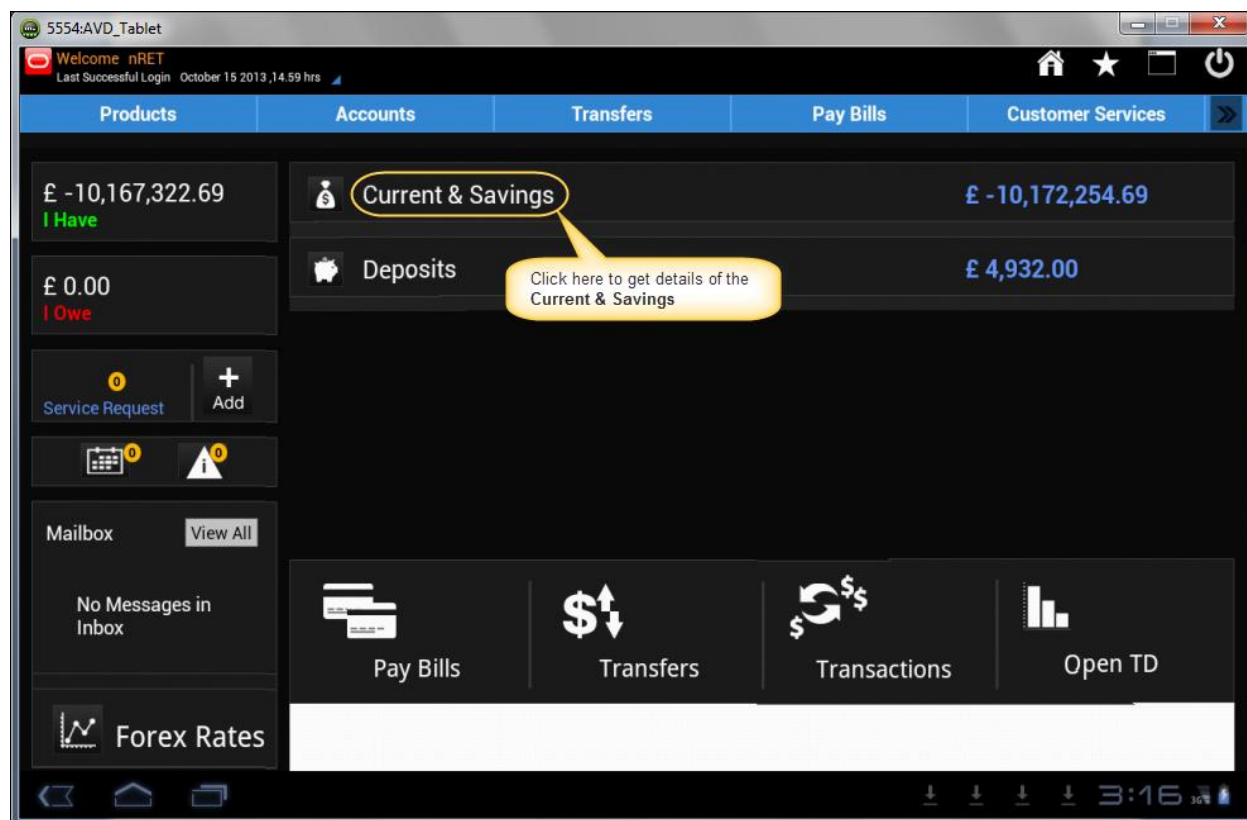 5554:AVD_Tablet
Welcome nRET
Last Successful Login October 15 2013 ,14.59 hrs
Products Accounts Transfers Pay Bills Customer Services
£ -10,167,322.69
I Have
£ 0.00
I Owe
0
Service Request
+
Add
0 0
Mailbox View All
No Messages in
Inbox
Forex Rates
Current & Savings £ -10,172,254.69
Deposits £ 4,932.00
Click here to get details of the
Current & Savings
Pay Bills Transfers Transactions Open TD
3:16 3G